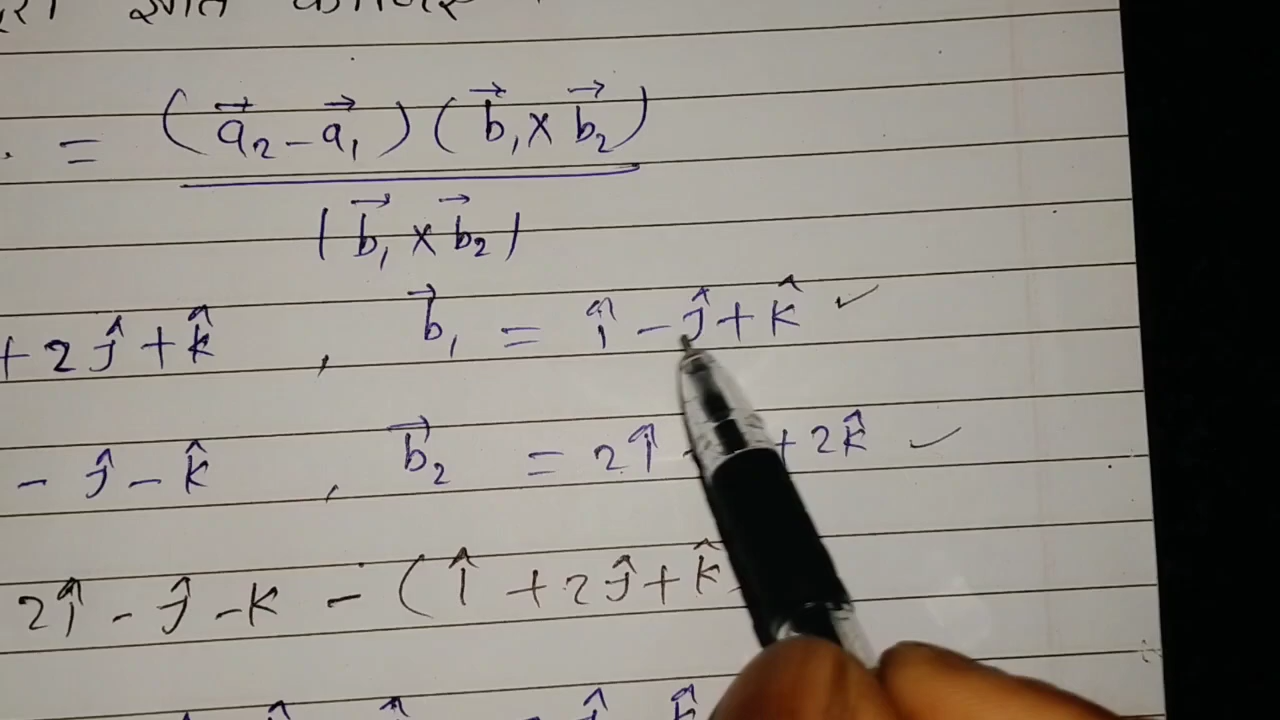 ज्ञात कीजिए
= (a⃗₂ - a⃗₁) (b⃗₁ × b⃗₂)
|b⃗₁ × b⃗₂|
+ 2ĵ + k̂ , b⃗₁ = î - ĵ + k̂ ✓
- ĵ - k̂ , b⃗₂ = 2î + 2k̂ ✓
2î - ĵ - k - (î + 2ĵ + k̂